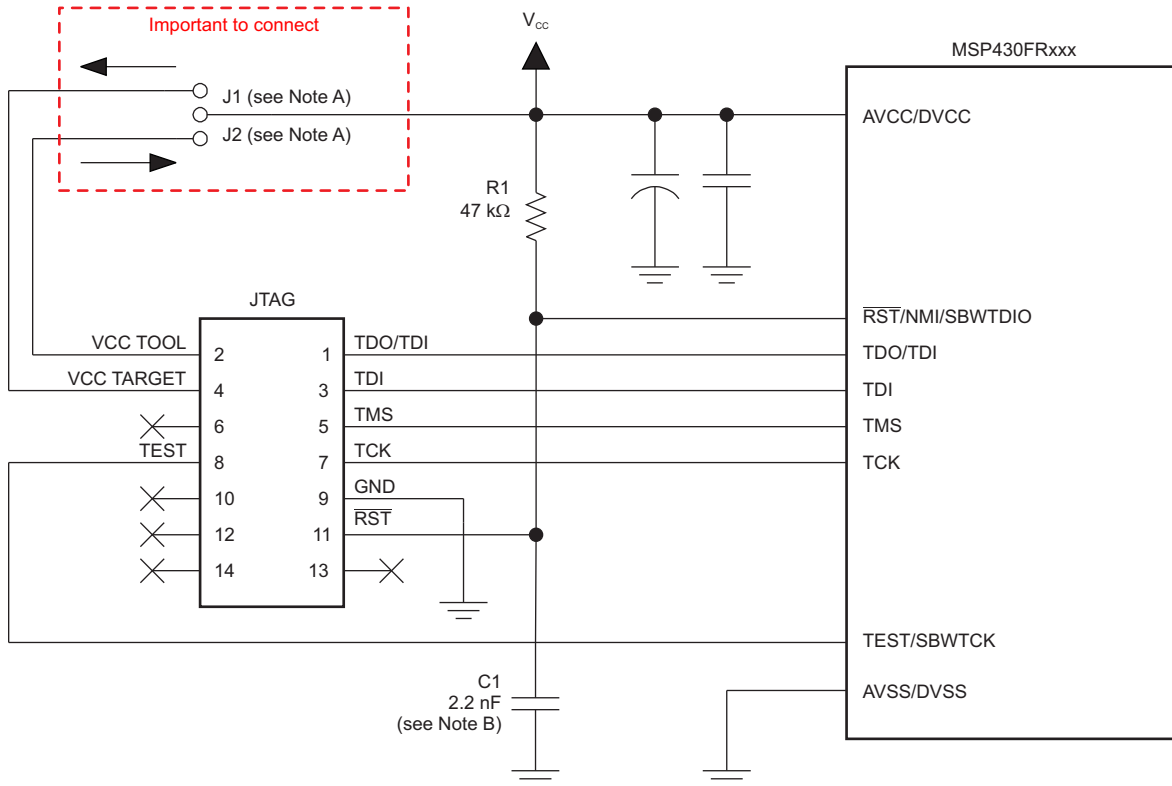 Important to connect
J1 (see Note A)
J2 (see Note A)
VCC
MSP430FRxxx
AVCC/DVCC
R1
47 kΩ
JTAG
VCC TOOL
2
1
TDO/TDI
VCC TARGET
4
3
TDI
6
5
TMS
TEST
8
7
TCK
10
9
GND
12
11
RST
14
13
RST/NMI/SBWTDIO
TDO/TDI
TDI
TMS
TCK
TEST/SBWTCK
AVSS/DVSS
C1
2.2 nF
(see Note B)